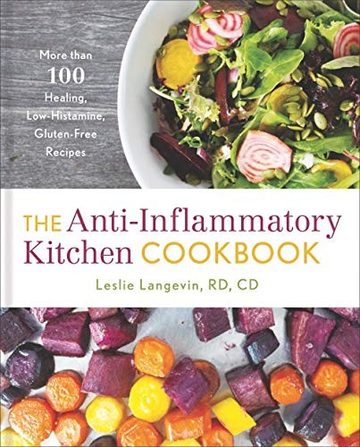 More than
100
Healing,
Low-Histamine,
Gluten-Free
Recipes
THE Anti-Inflammatory
Kitchen COOKBOOK
Leslie Langevin, RD, CD